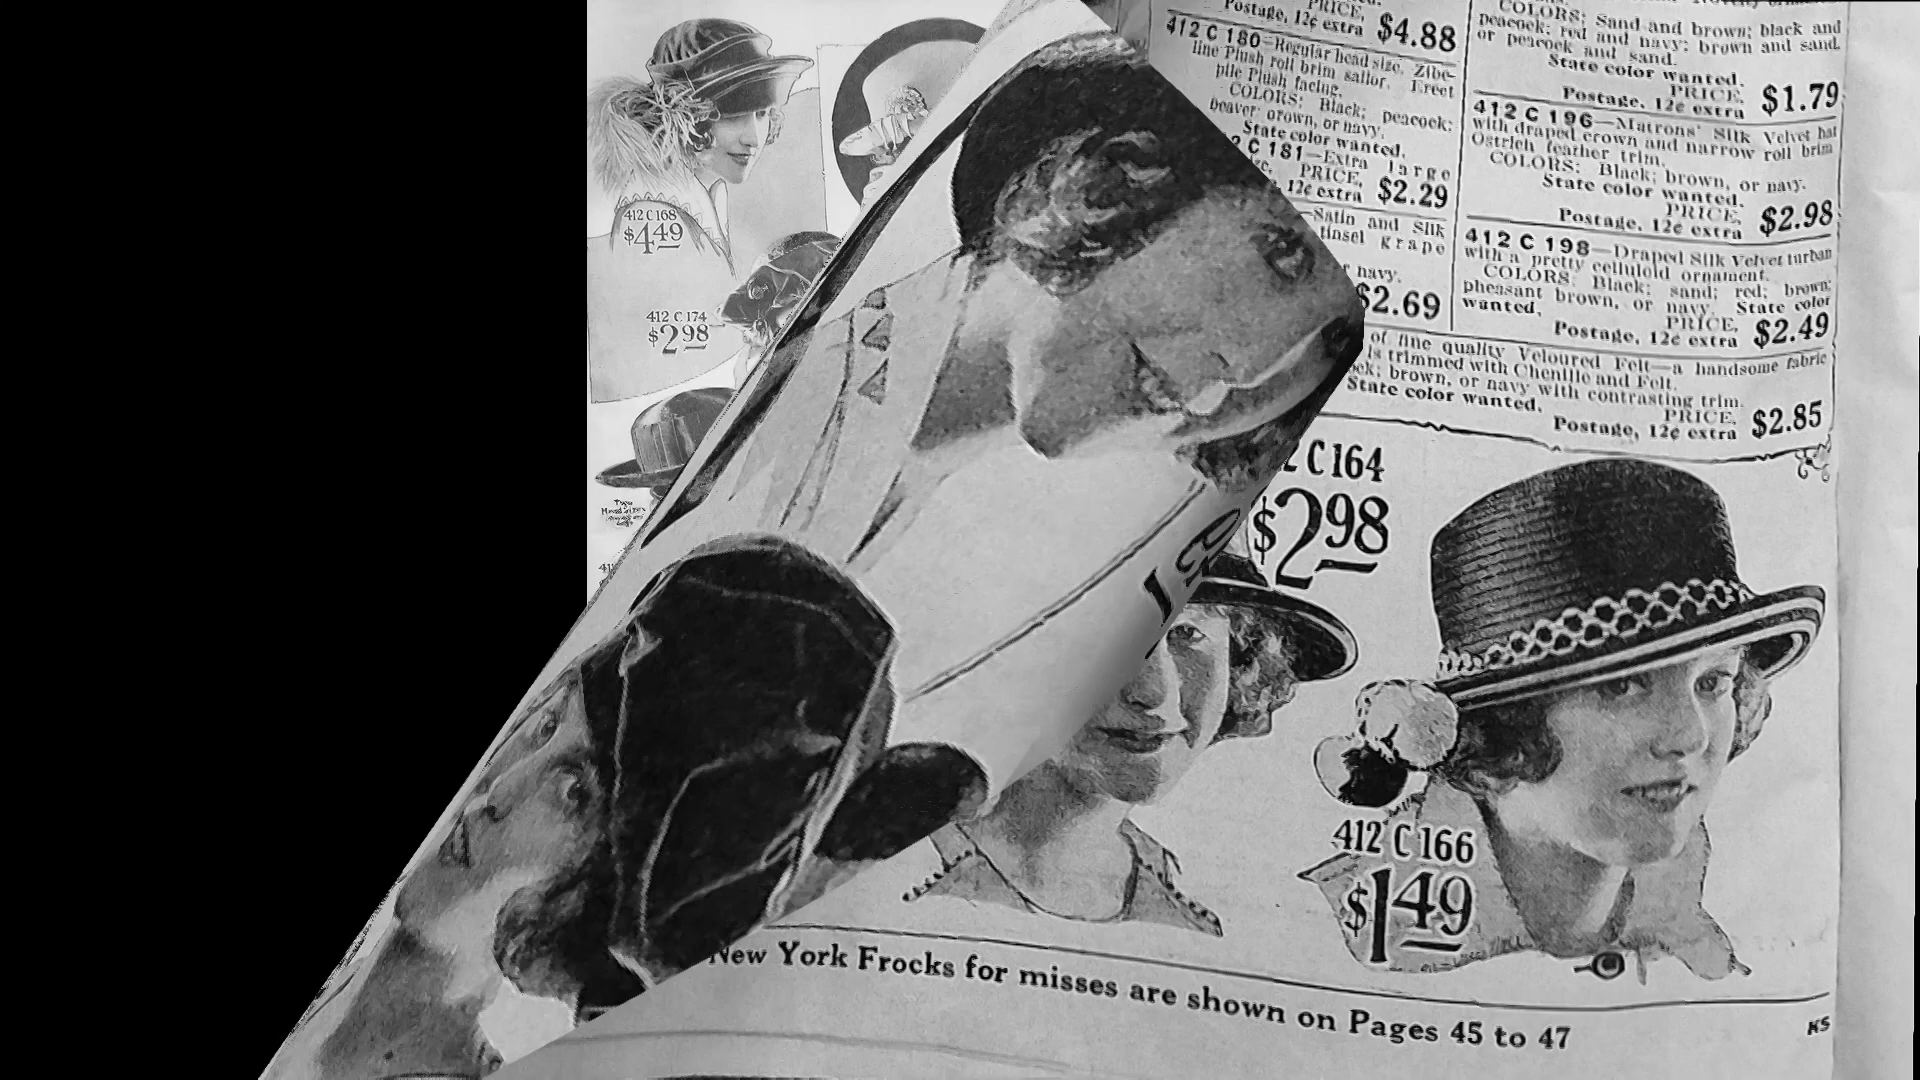 412 C 168
$4.49
412 C 174
$2.98
PRICE,
Postage, 12¢ extra $4.88
412 C 180—Regular head size. Zibe-
line Plush roll brim sailor. Erect
pile Plush facing.
COLORS: Black; peacock;
beaver brown, or navy.
State color wanted.
C 181—Extra large
PRICE,
12¢ extra $2.29
Satin and Silk
tinsel grape
navy.
$2.69
COLORS: Sand and brown; black and
peacock; red and navy; brown and sand,
or peacock and sand.
State color wanted.
PRICE,
Postage, 12¢ extra $1.79
412 C 196—Matrons' Silk Velvet hat
with draped crown and narrow roll brim
Ostrich feather trim.
COLORS: Black; brown, or navy.
State color wanted.
PRICE,
Postage, 12¢ extra $2.98
412 C 198—Draped Silk Velvet turban
with a pretty celluloid ornament.
COLORS: Black; sand; red; brown;
pheasant brown, or navy. State color
wanted.
PRICE,
Postage, 12¢ extra $2.49
of fine quality Veloured Felt—a handsome fabric
is trimmed with Chenille and Felt.
brown, or navy with contrasting trim.
State color wanted.
PRICE,
Postage, 12¢ extra $2.85
C 164
$2.98
412 C 166
$1.49
New York Frocks for misses are shown on Pages 45 to 47
KS